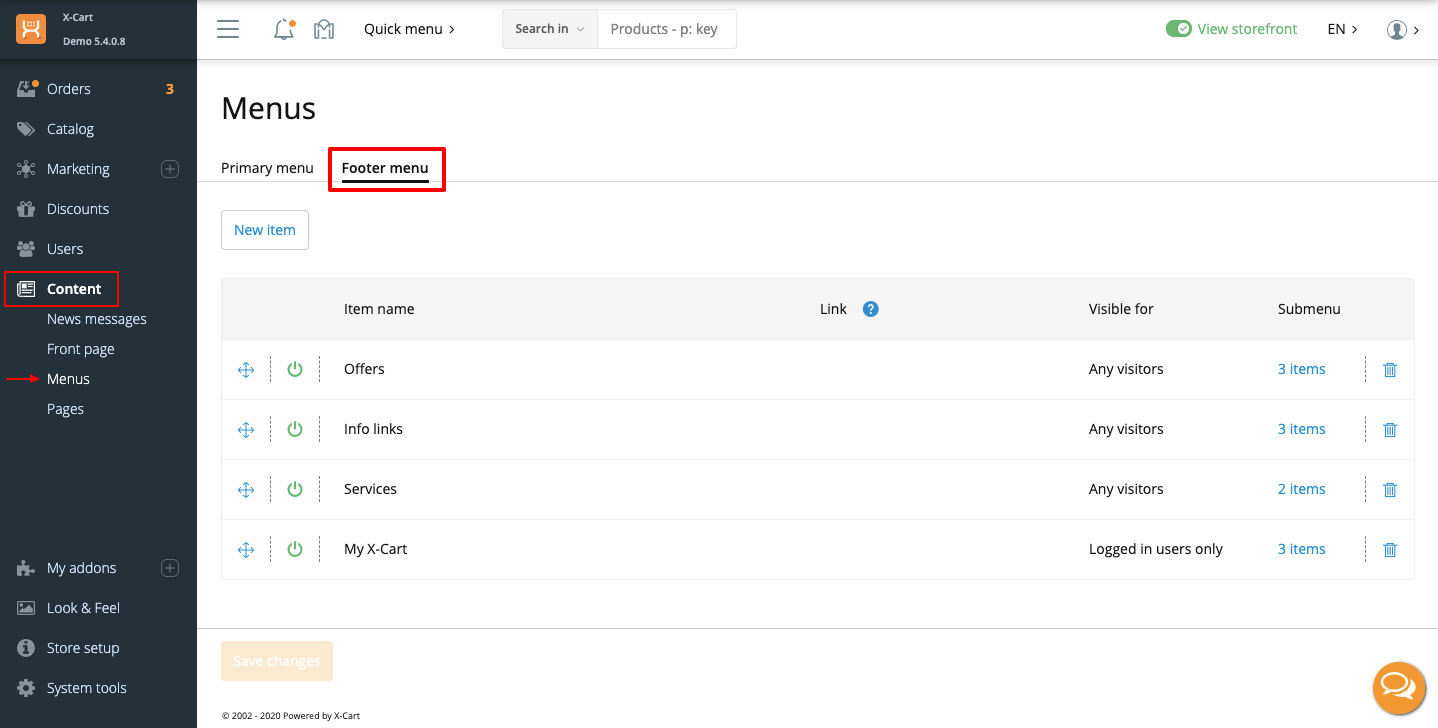 X-Cart
Demo 5.4.0.8
Quick menu
Search in
Products - p: key
View storefront
EN
Orders 3
Catalog
Marketing
Discounts
Users
Content
News messages
Front page
Menus
Pages
My addons
Look & Feel
Store setup
System tools
Menus
Primary menu Footer menu
New item
Item name Link ? Visible for Submenu
Offers Any visitors 3 items
Info links Any visitors 3 items
Services Any visitors 2 items
My X-Cart Logged in users only 3 items
Save changes
© 2002 - 2020 Powered by X-Cart